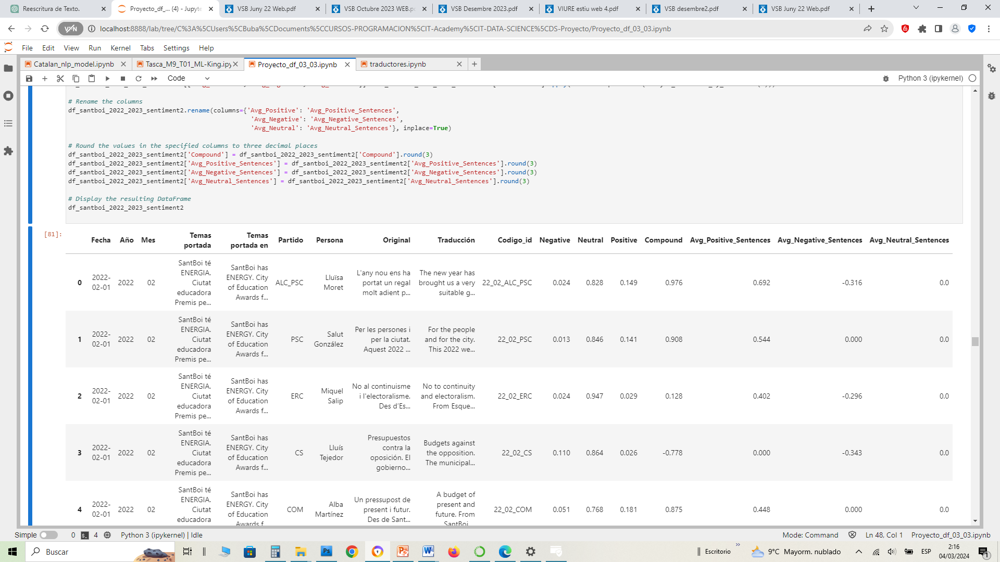 Reescritura de Texto.
Proyecto_df_... (4) - Jupyte
VSB Juny 22 Web.pdf
VSB Octubre 2023 WEB.pd
VSB Desembre 2023.pdf
VIURE estiu web 4.pdf
VSB desembre2.pdf
VSB Juny 22 Web.pdf
VPN
localhost:8888/lab/tree/C%3A%5CUsers%5CBuba%5CDocuments%5CCURSOS-PROGRAMACION%5CIT-Academy%5CIT-DATA-SCIENCE%5CDS-Proyecto/Proyecto_df_03_03.ipynb
File Edit View Run Kernel Tabs Settings Help
Catalan_nlp_model.ipynb
Tasca_M9_T01_ML-King.ipy
Proyecto_df_03_03.ipynb
traductores.ipynb
Code
Python 3 (ipykernel)
# Rename the columns
df_santboi_2022_2023_sentiment2.rename(columns={'Avg_Positive': 'Avg_Positive_Sentences',
'Avg_Negative': 'Avg_Negative_Sentences',
'Avg_Neutral': 'Avg_Neutral_Sentences'}, inplace=True)
# Round the values in the specified columns to three decimal places
df_santboi_2022_2023_sentiment2['Compound'] = df_santboi_2022_2023_sentiment2['Compound'].round(3)
df_santboi_2022_2023_sentiment2['Avg_Positive_Sentences'] = df_santboi_2022_2023_sentiment2['Avg_Positive_Sentences'].round(3)
df_santboi_2022_2023_sentiment2['Avg_Negative_Sentences'] = df_santboi_2022_2023_sentiment2['Avg_Negative_Sentences'].round(3)
df_santboi_2022_2023_sentiment2['Avg_Neutral_Sentences'] = df_santboi_2022_2023_sentiment2['Avg_Neutral_Sentences'].round(3)
# Display the resulting DataFrame
df_santboi_2022_2023_sentiment2
[81]:
Fecha
Año
Mes
Temas
portada
Temas
portada en
Partido
Persona
Original
Traducción
Codigo_id
Negative
Neutral
Positive
Compound
Avg_Positive_Sentences
Avg_Negative_Sentences
Avg_Neutral_Sentences
0
2022-
02-01
2022
02
SantBoi té
ENERGIA.
Ciutat
educadora
Premis pe...
SantBoi has
ENERGY. City
of Education
Awards f...
ALC_PSC
Lluïsa
Moret
L'any nou ens ha
portat un regal
molt adient p...
The new year has
brought us a very
suitable g...
22_02_ALC_PSC
0.024
0.828
0.149
0.976
0.692
-0.316
0.0
1
2022-
02-01
2022
02
SantBoi té
ENERGIA.
Ciutat
educadora
Premis pe...
SantBoi has
ENERGY. City
of Education
Awards f...
PSC
Salut
González
Per les persones i
per la ciutat.
Aquest 2022 ...
For the people
and for the city.
This 2022 we...
22_02_PSC
0.013
0.846
0.141
0.908
0.544
0.000
0.0
2
2022-
02-01
2022
02
SantBoi té
ENERGIA.
Ciutat
educadora
Premis pe...
SantBoi has
ENERGY. City
of Education
Awards f...
ERC
Miquel
Salip
No al continuisme
i l'electoralisme.
Des d'Es...
No to continuity
and electoralism.
From Esque...
22_02_ERC
0.024
0.947
0.029
0.128
0.402
-0.296
0.0
3
2022-
02-01
2022
02
SantBoi té
ENERGIA.
Ciutat
educadora
Premis pe...
SantBoi has
ENERGY. City
of Education
Awards f...
CS
Lluís
Tejedor
Presupuestos
contra la
oposición. El
gobierno...
Budgets against
the opposition.
The municipal...
22_02_CS
0.110
0.864
0.026
-0.778
0.000
-0.343
0.0
4
2022-
02-01
2022
02
SantBoi té
ENERGIA.
Ciutat
educadora
SantBoi has
ENERGY. City
of Education
Awards f...
COM
Alba
Martínez
Un pressupost de
present i futur.
Des de Sant...
A budget of
present and
future. From
SantBoi...
22_02_COM
0.051
0.768
0.181
0.875
0.448
0.000
0.0
Simple 0 4 Python 3 (ipykernel) | Idle
Mode: Command Ln 48, Col 1 Proyecto_df_03_03.ipynb
Buscar
Escritorio
9°C Mayorm. nublado
ESP
2:16
04/03/2024
1